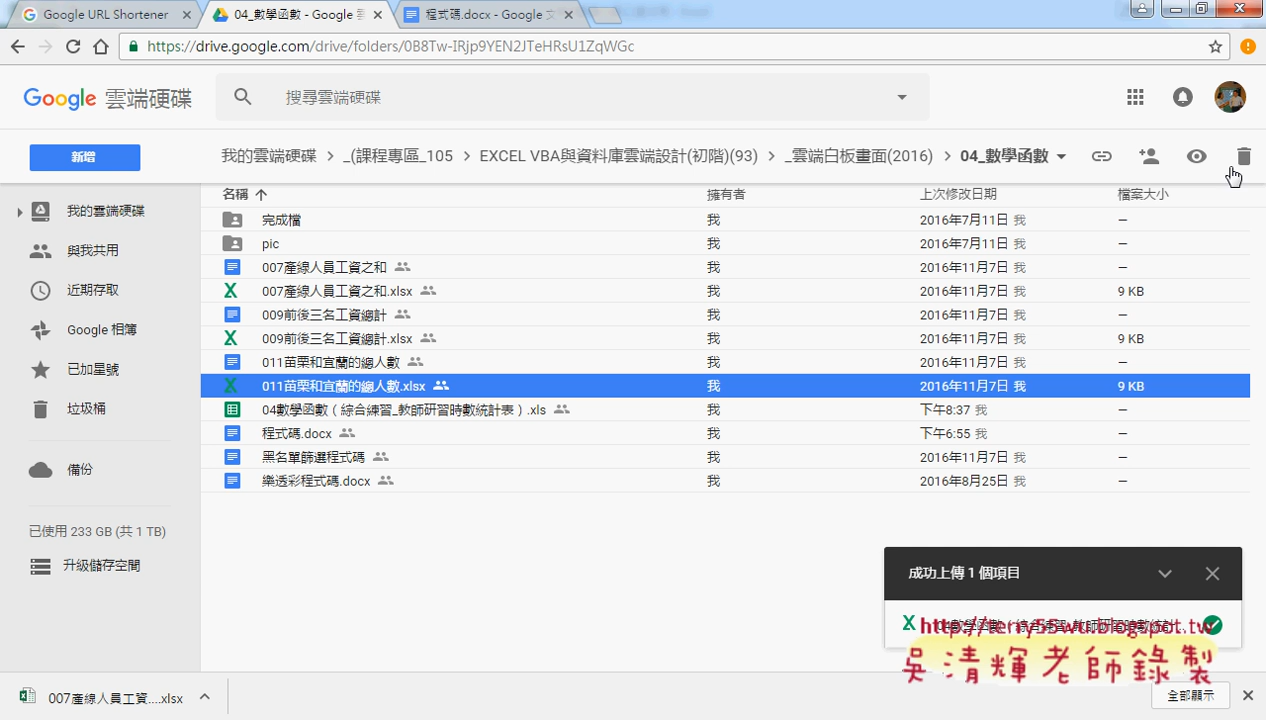 Google URL Shortener
04_數學函數 - Google 雲
程式碼.docx - Google 文
https://drive.google.com/drive/folders/0B8Tw-IRjp9YEN2JTeHRsU1ZqWGc
Google 雲端硬碟
搜尋雲端硬碟
新增
我的雲端硬碟 > _(課程專區_105 > EXCEL VBA與資料庫雲端設計(初階)(93) > _雲端白板畫面(2016) > 04_數學函數
我的雲端硬碟
與我共用
近期存取
Google 相簿
已加星號
垃圾桶
備份
已使用 233 GB (共 1 TB)
升級儲存空間
名稱 擁有者 上次修改日期 檔案大小
完成檔 我 2016年7月11日 我 —
pic 我 2016年7月11日 我 —
007產線人員工資之和 我 2016年11月7日 我 —
007產線人員工資之和.xlsx 我 2016年11月7日 我 9 KB
009前後三名工資總計 我 2016年11月7日 我 —
009前後三名工資總計.xlsx 我 2016年11月7日 我 9 KB
011苗栗和宜蘭的總人數 我 2016年11月7日 我 —
011苗栗和宜蘭的總人數.xlsx 我 2016年11月7日 我 9 KB
04數學函數（綜合練習_教師研習時數統計表）.xls 我 下午8:37 我 —
程式碼.docx 我 下午6:55 我 —
黑名單篩選程式碼 我 2016年11月7日 我 —
樂透彩程式碼.docx 我 2016年8月25日 我 —
成功上傳 1 個項目
http://terry55wu.blogspot.tw
吳清輝老師錄製
007產線人員工資....xlsx
全部顯示